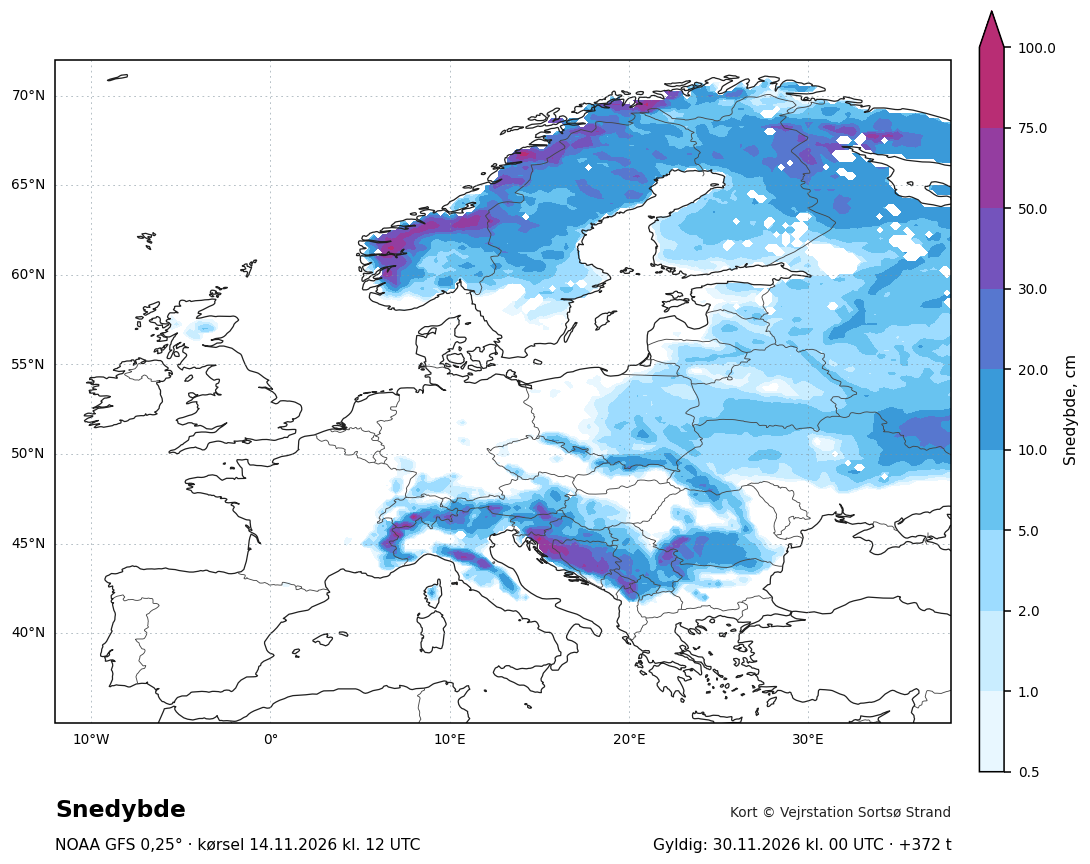 100.0
75.0
50.0
30.0
20.0
10.0
5.0
2.0
1.0
0.5
Snedybde, cm
70°N
65°N
60°N
55°N
50°N
45°N
40°N
10°W 0° 10°E 20°E 30°E
Snedybde
Kort © Vejrstation Sortsø Strand
NOAA GFS 0,25° · kørsel 14.11.2026 kl. 12 UTC
Gyldig: 30.11.2026 kl. 00 UTC · +372 t